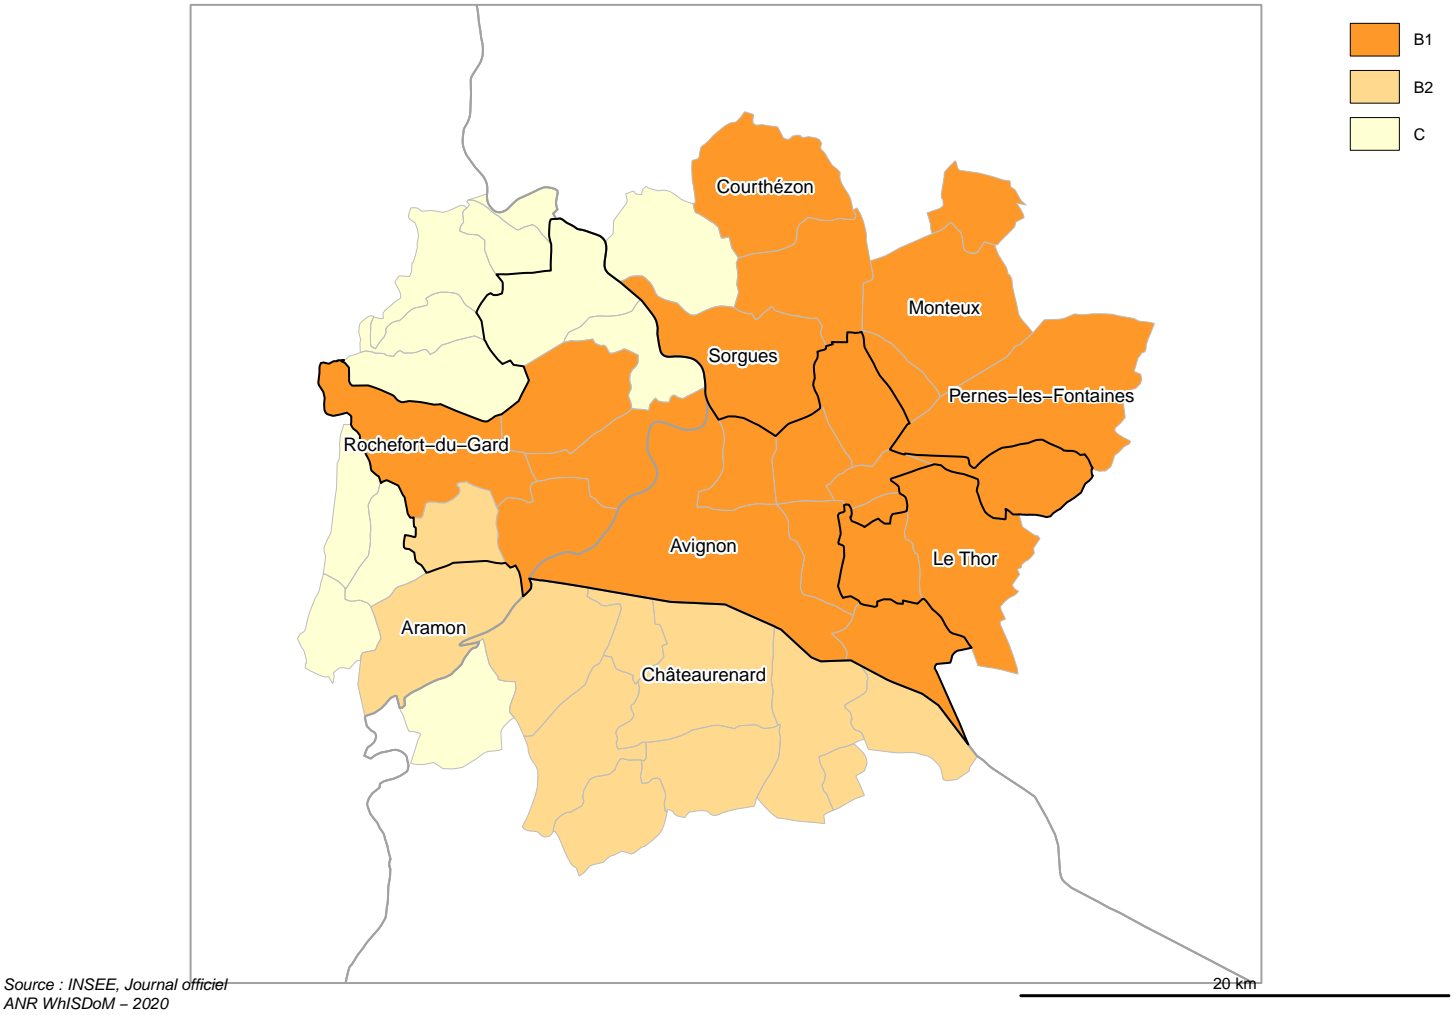 B1
B2
C
Courthézon
Monteux
Sorgues
Pernes–les–Fontaines
Rochefort–du–Gard
Avignon
Le Thor
Aramon
Châteaurenard
Source : INSEE, Journal officiel
ANR WhISDoM – 2020
20 km